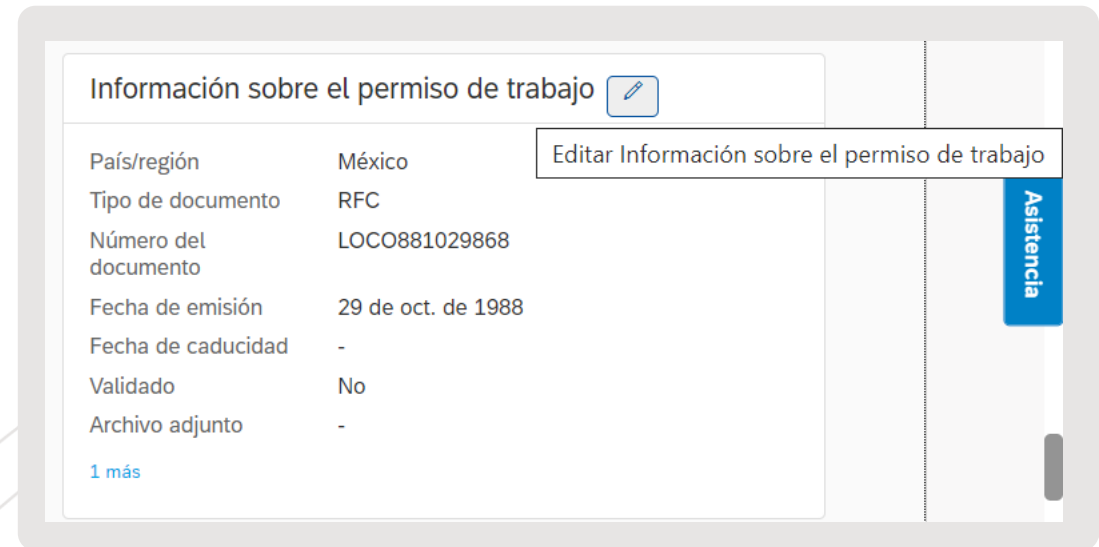 Información sobre el permiso de trabajo
Editar Información sobre el permiso de trabajo
País/región México
Tipo de documento RFC
Número del documento LOCO881029868
Fecha de emisión 29 de oct. de 1988
Fecha de caducidad -
Validado No
Archivo adjunto -
1 más
Asistencia